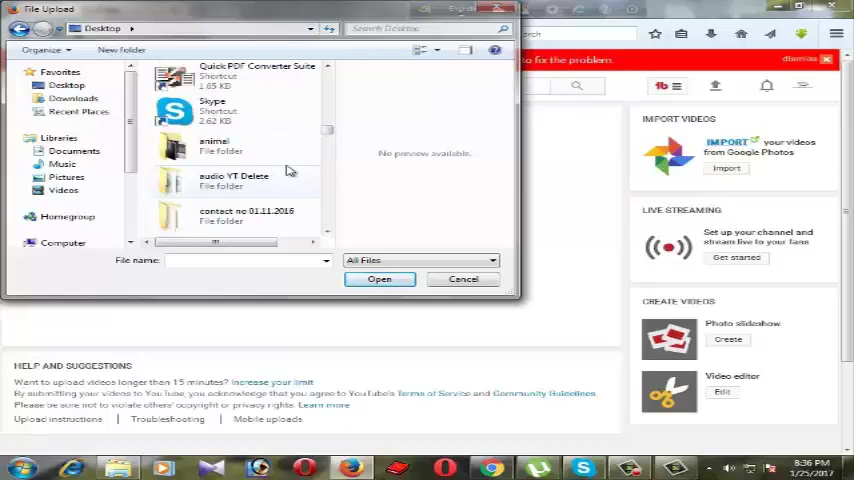 File Upload
Desktop
Search Desktop
Organize
New folder
Favorites
Desktop
Downloads
Recent Places
Libraries
Documents
Music
Pictures
Videos
Homegroup
Computer
Quick PDF Converter Suite
Shortcut
1.85 KB
Skype
Shortcut
2.62 KB
animal
File folder
audio YT Delete
File folder
contact no 01.11.2016
File folder
No preview available.
File name:
All Files
Open
Cancel
to fix the problem.
dismiss
IMPORT VIDEOS
IMPORT your videos
from Google Photos
Import
LIVE STREAMING
Set up your channel and
stream live to your fans
Get started
CREATE VIDEOS
Photo slideshow
Create
Video editor
Edit
HELP AND SUGGESTIONS
Want to upload videos longer than 15 minutes? Increase your limit
By submitting your videos to YouTube, you acknowledge that you agree to YouTube's Terms of Service and Community Guidelines.
Please be sure not to violate others' copyright or privacy rights. Learn more
Upload instructions
Troubleshooting
Mobile uploads
8:36 PM
1/25/2017